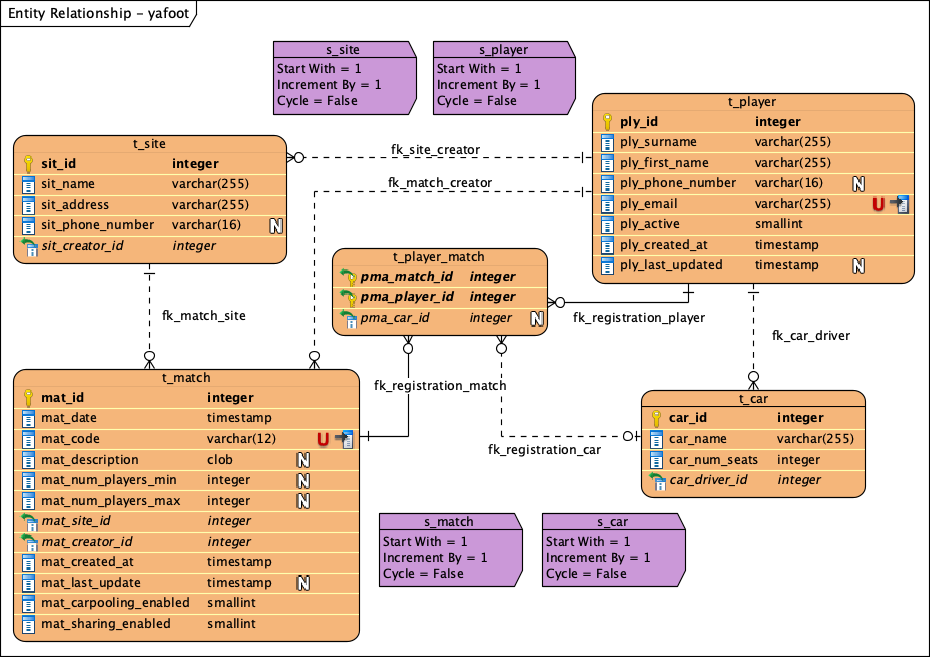 Entity Relationship - yafoot
s_site
Start With = 1
Increment By = 1
Cycle = False
s_player
Start With = 1
Increment By = 1
Cycle = False
t_player
ply_id integer
ply_surname varchar(255)
ply_first_name varchar(255)
ply_phone_number varchar(16) N
ply_email varchar(255) U
ply_active smallint
ply_created_at timestamp
ply_last_updated timestamp N
t_site
sit_id integer
sit_name varchar(255)
sit_address varchar(255)
sit_phone_number varchar(16) N
sit_creator_id integer
fk_site_creator
fk_match_creator
t_player_match
pma_match_id integer
pma_player_id integer
pma_car_id integer N
fk_match_site
fk_registration_player
fk_car_driver
fk_registration_match
fk_registration_car
t_match
mat_id integer
mat_date timestamp
mat_code varchar(12) U
mat_description clob N
mat_num_players_min integer N
mat_num_players_max integer N
mat_site_id integer
mat_creator_id integer
mat_created_at timestamp
mat_last_update timestamp N
mat_carpooling_enabled smallint
mat_sharing_enabled smallint
t_car
car_id integer
car_name varchar(255)
car_num_seats integer
car_driver_id integer
s_match
Start With = 1
Increment By = 1
Cycle = False
s_car
Start With = 1
Increment By = 1
Cycle = False